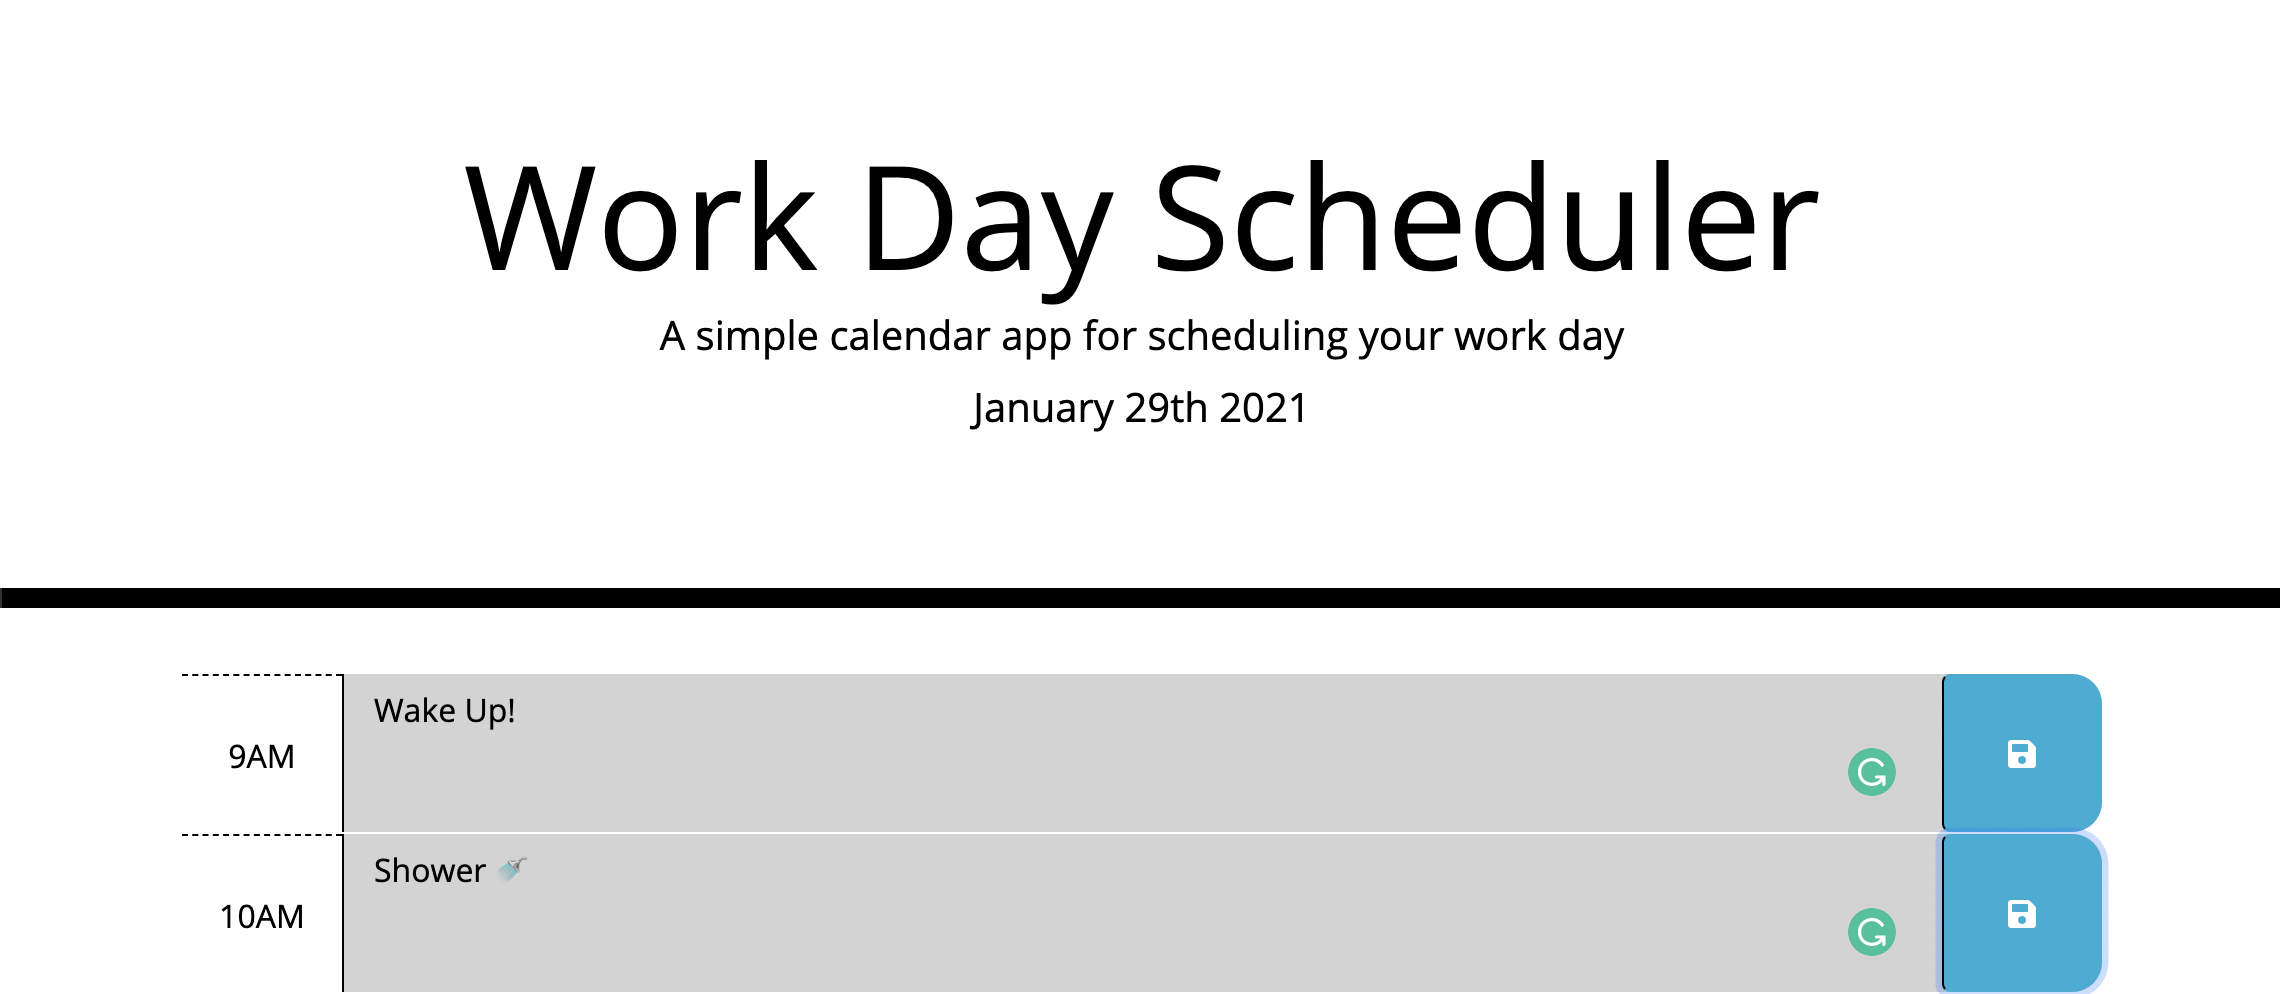 Work Day Scheduler
A simple calendar app for scheduling your work day
January 29th 2021
Wake Up!
9AM
Shower 🚿
10AM